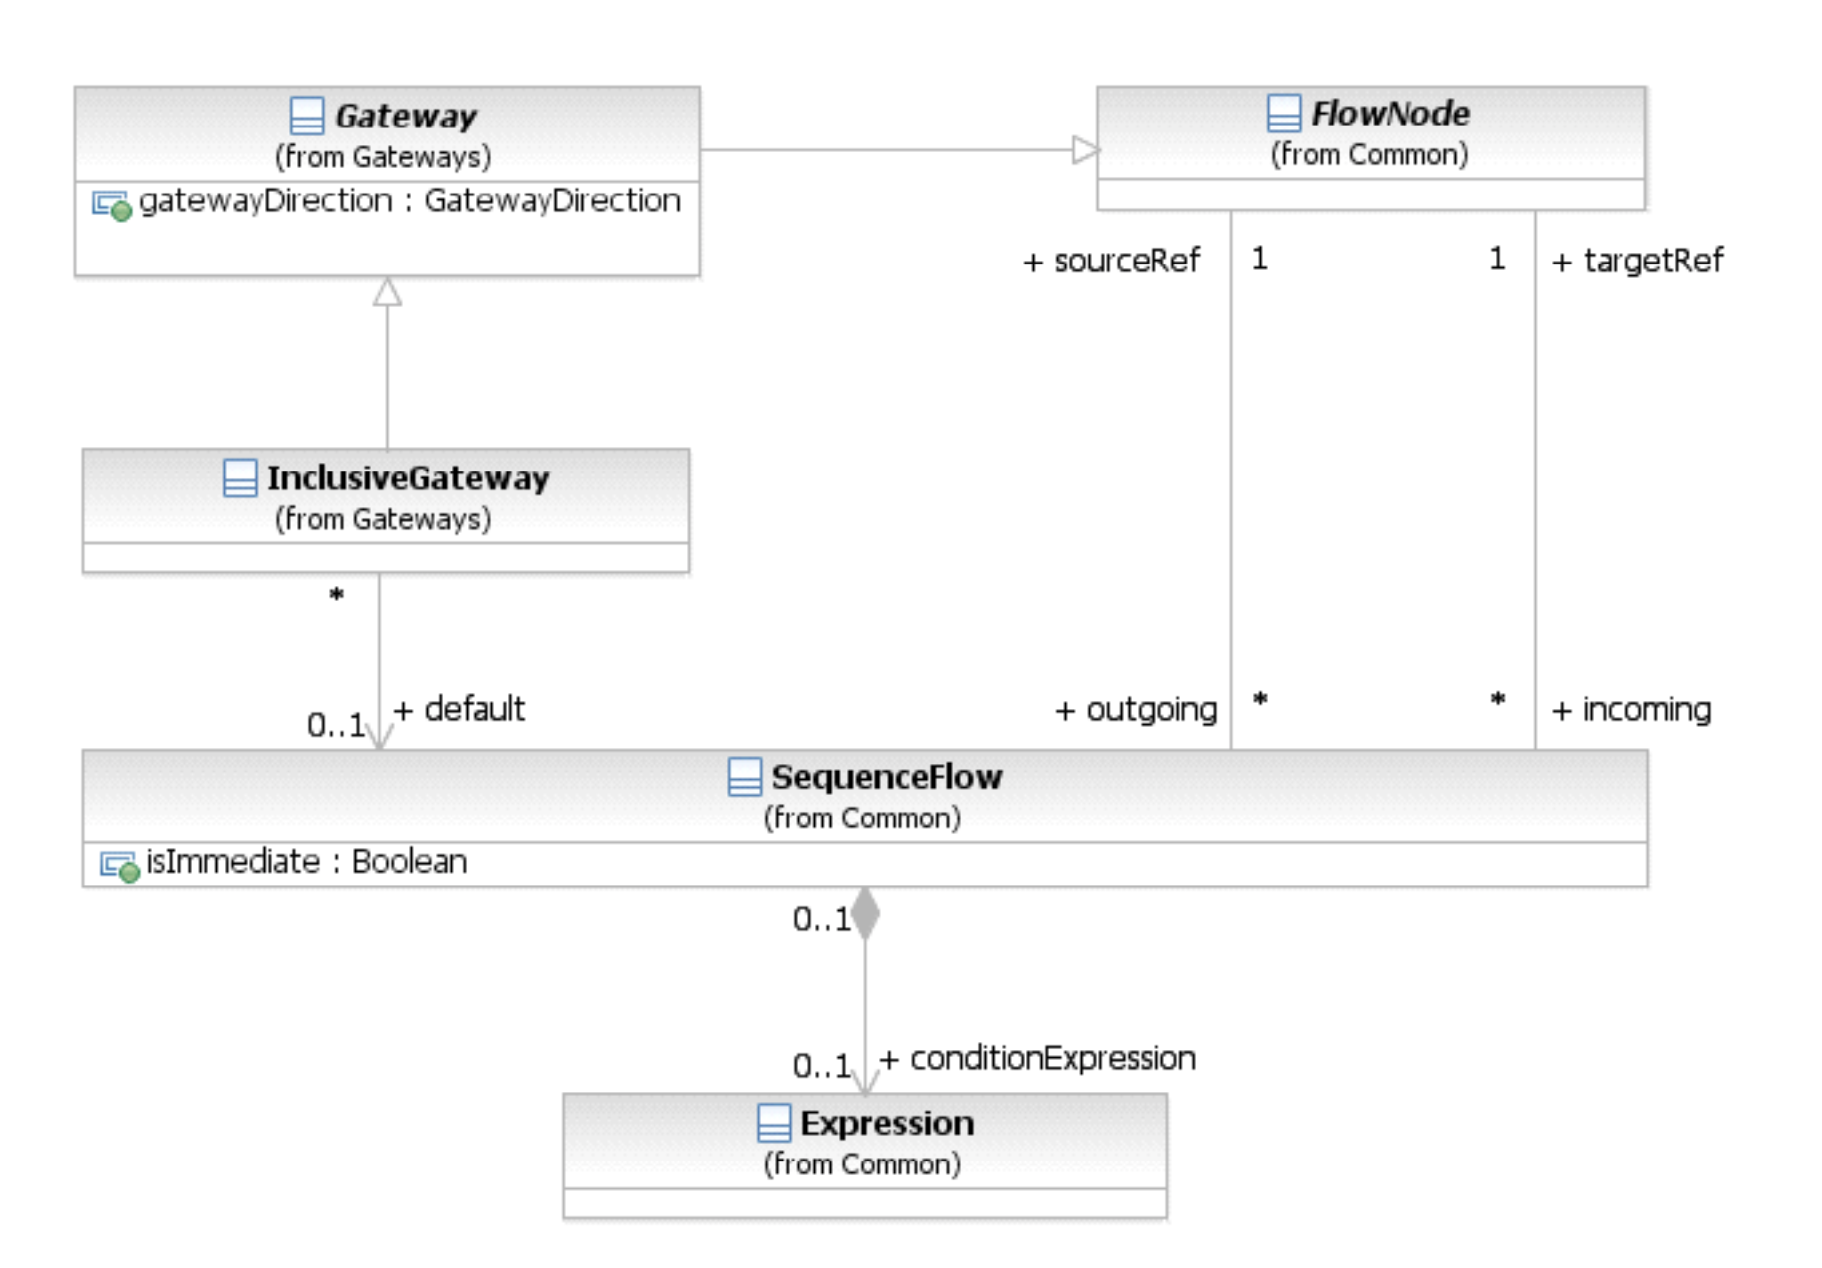 Gateway
(from Gateways)
gatewayDirection : GatewayDirection
FlowNode
(from Common)
+ sourceRef 1 1 + targetRef
InclusiveGateway
(from Gateways)
*
0..1 + default
+ outgoing * * + incoming
SequenceFlow
(from Common)
isImmediate : Boolean
0..1
0..1 + conditionExpression
Expression
(from Common)